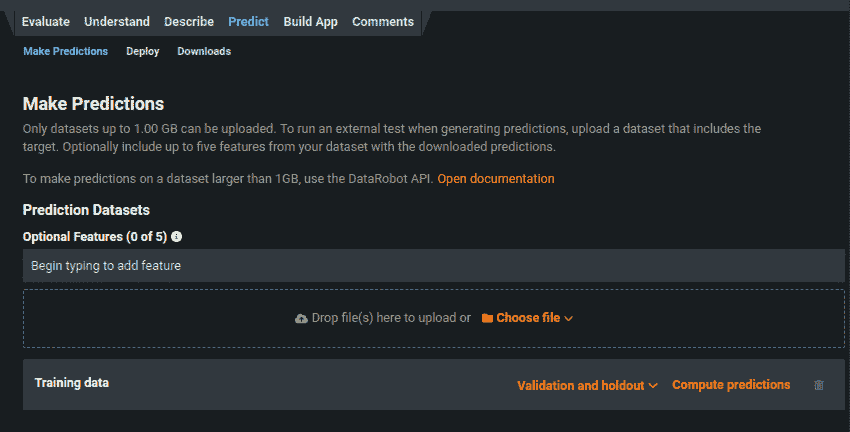 Evaluate Understand Describe Predict Build App Comments
Make Predictions Deploy Downloads
Make Predictions
Only datasets up to 1.00 GB can be uploaded. To run an external test when generating predictions, upload a dataset that includes the
target. Optionally include up to five features from your dataset with the downloaded predictions.
To make predictions on a dataset larger than 1GB, use the DataRobot API. Open documentation
Prediction Datasets
Optional Features (0 of 5)
Begin typing to add feature
Drop file(s) here to upload or Choose file
Training data Validation and holdout Compute predictions